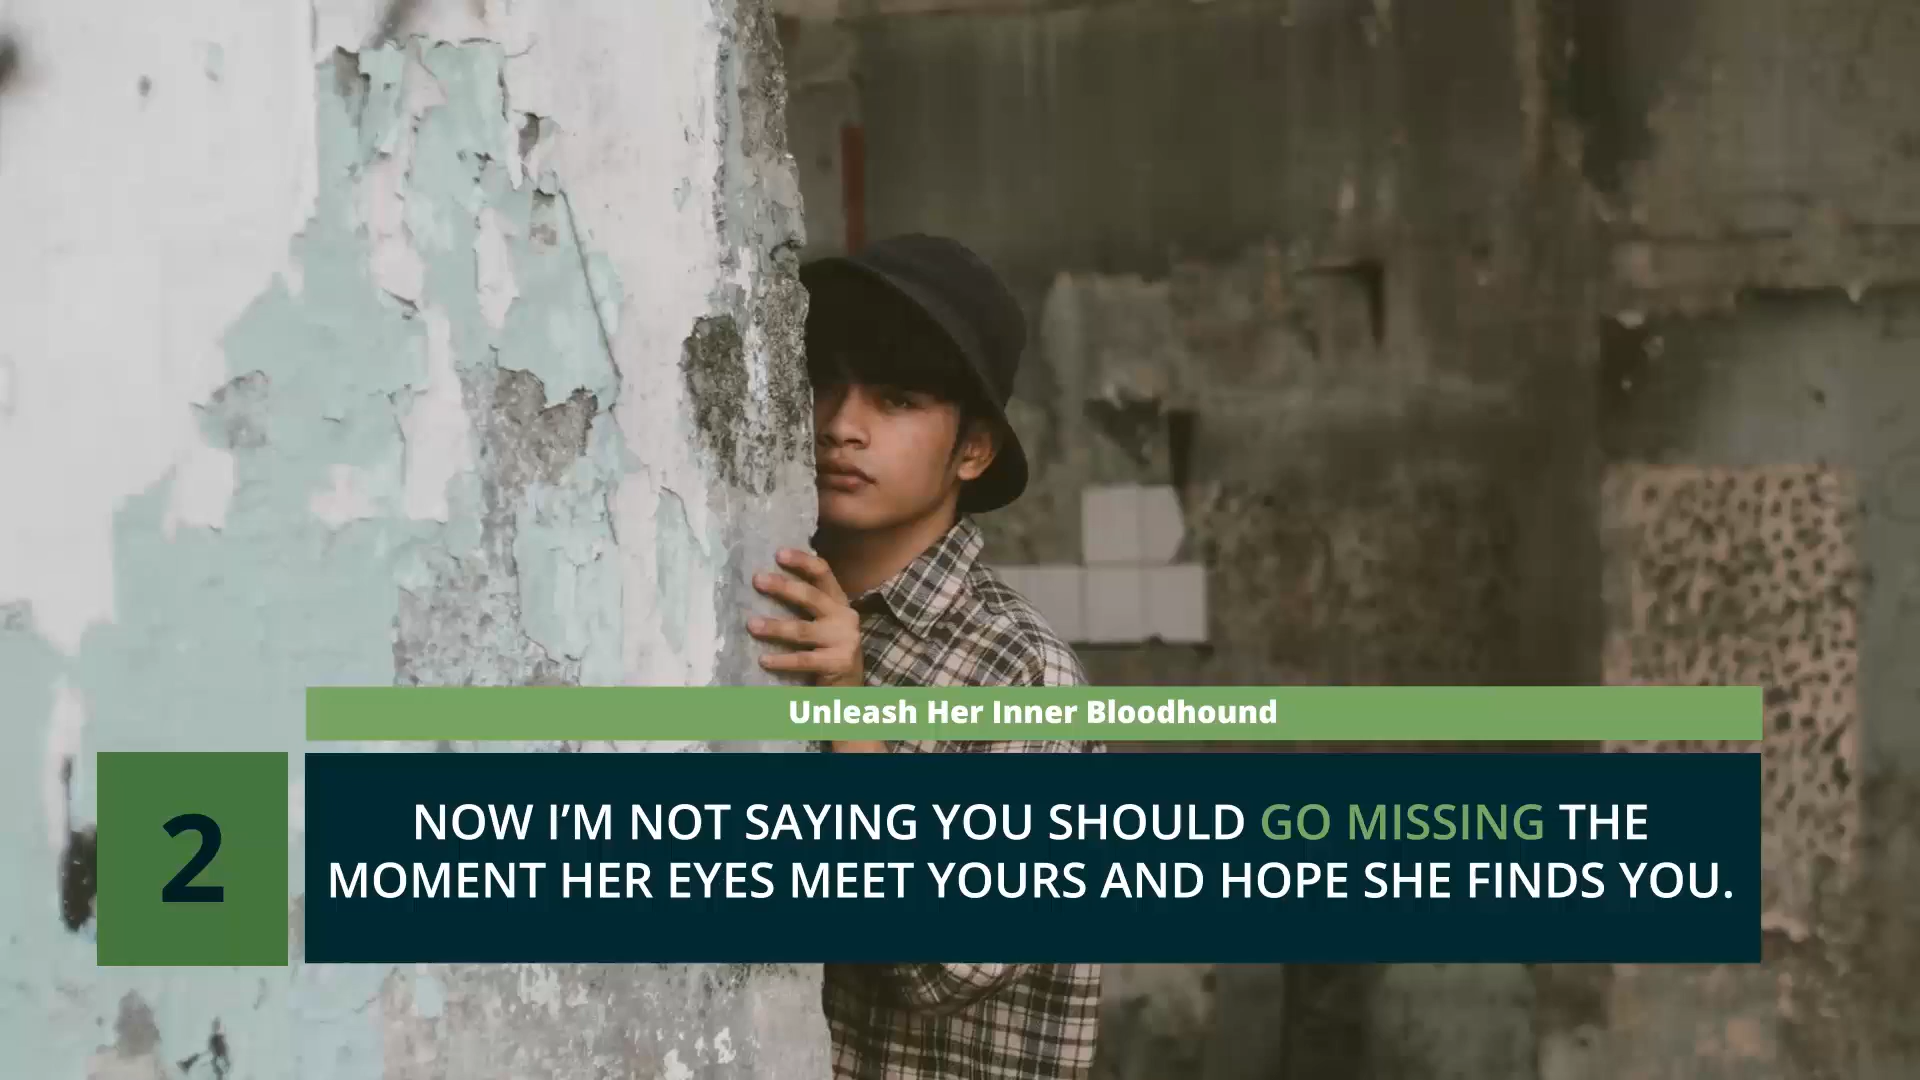 Unleash Her Inner Bloodhound
2
NOW I’M NOT SAYING YOU SHOULD GO MISSING THE
MOMENT HER EYES MEET YOURS AND HOPE SHE FINDS YOU.